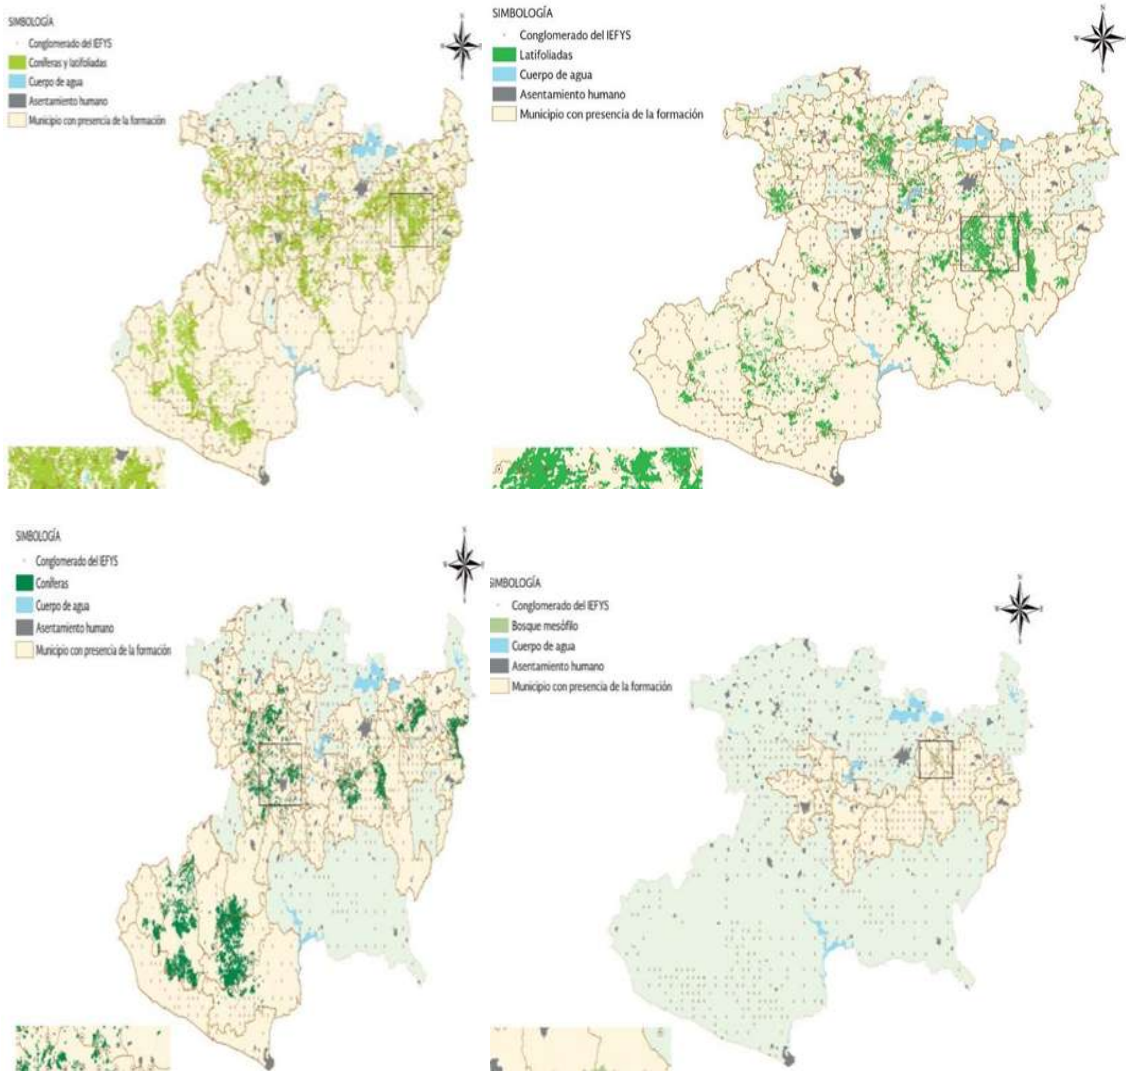 SIMBOLOGÍA
Conglomerado del IEFYS
Coníferas y latifoliadas
Cuerpo de agua
Asentamiento humano
Municipio con presencia de la formación
N
SIMBOLOGÍA
Conglomerado del IEFYS
Latifoliadas
Cuerpo de agua
Asentamiento humano
Municipio con presencia de la formación
N
W
E
S
SIMBOLOGÍA
Conglomerado del IEFYS
Coníferas
Cuerpo de agua
Asentamiento humano
Municipio con presencia de la formación
N
SIMBOLOGÍA
Conglomerado del IEFYS
Bosque mesófilo
Cuerpo de agua
Asentamiento humano
Municipio con presencia de la formación
N